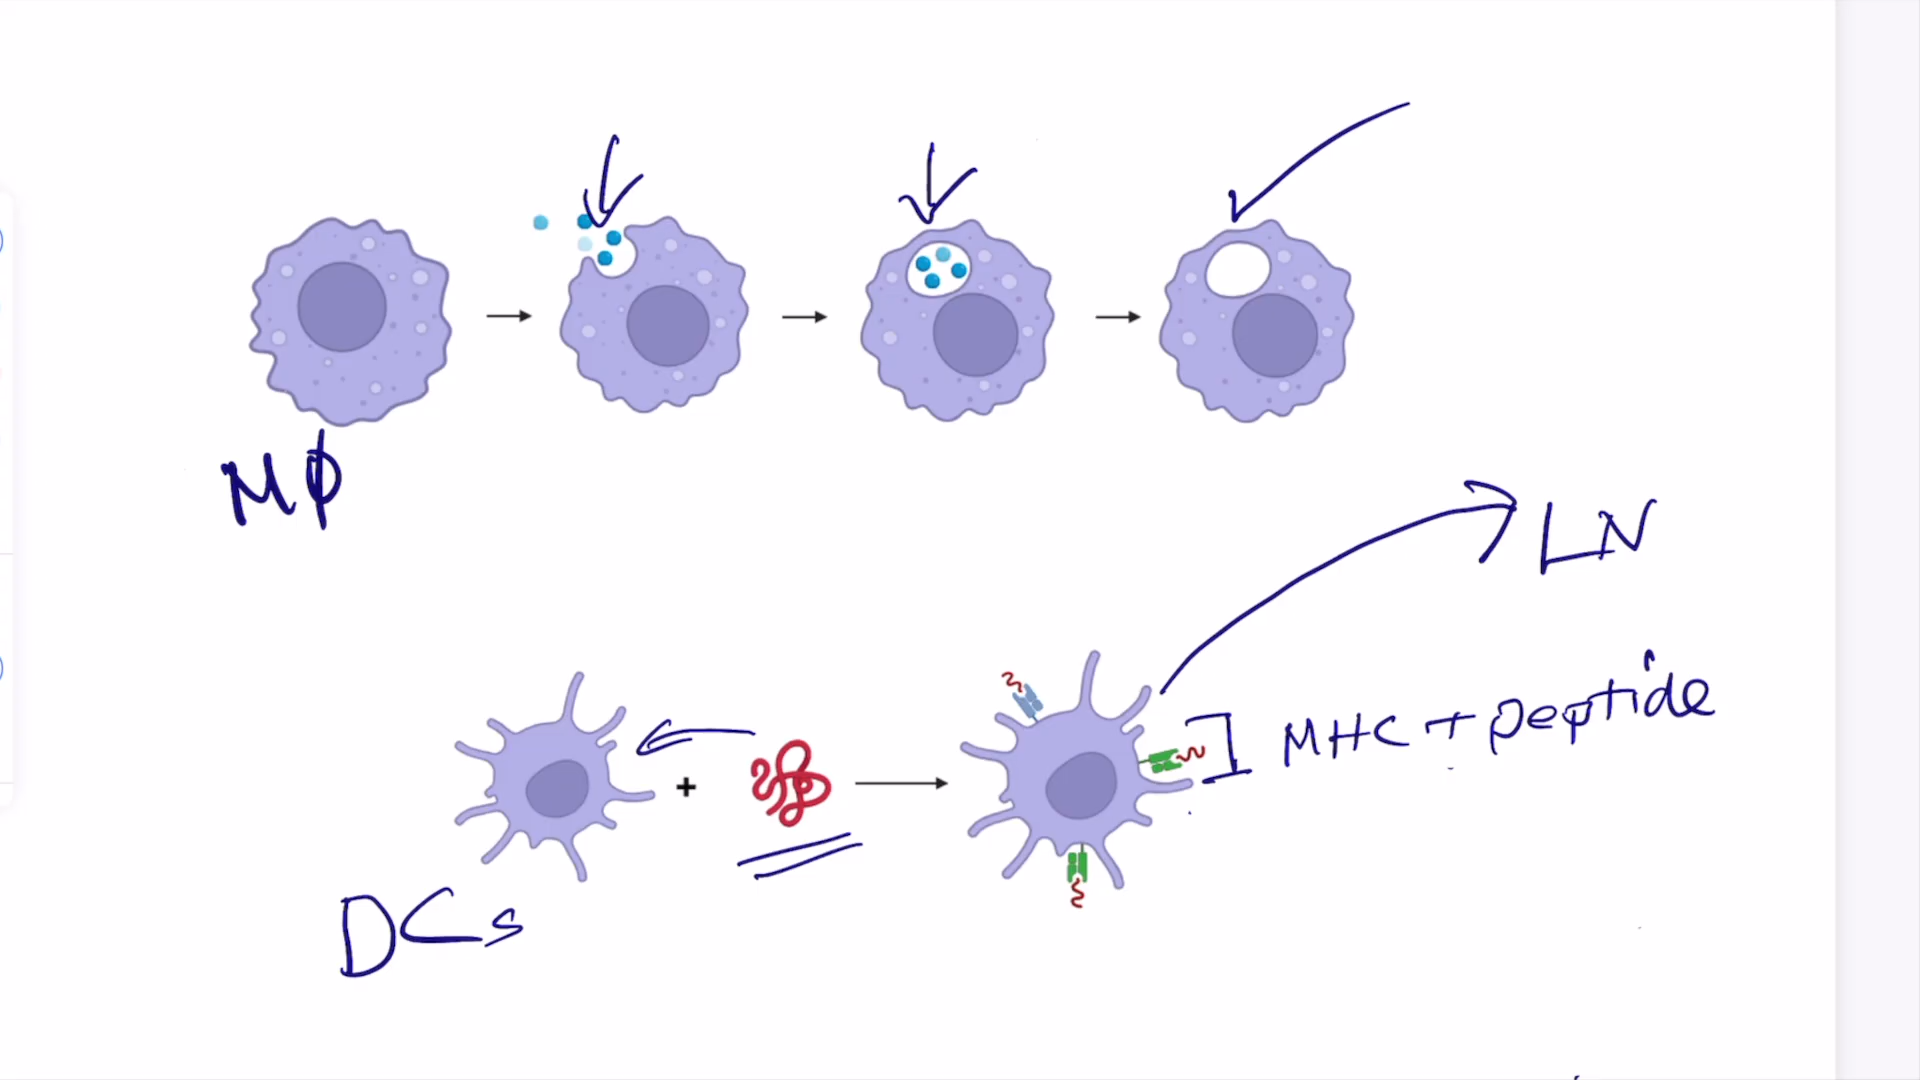 Mϕ
LN
MHC + peptide
+
DCs